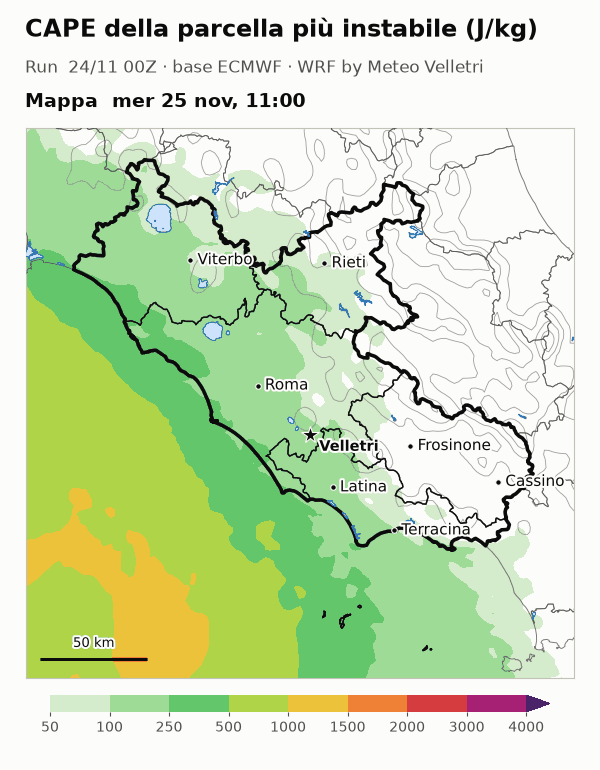 CAPE della parcella più instabile (J/kg)
Run  24/11 00Z · base ECMWF · WRF by Meteo Velletri
Mappa  mer 25 nov, 11:00
Viterbo
Rieti
Roma
Velletri
Frosinone
Latina
Cassino
Terracina
50 km
50 100 250 500 1000 1500 2000 3000 4000